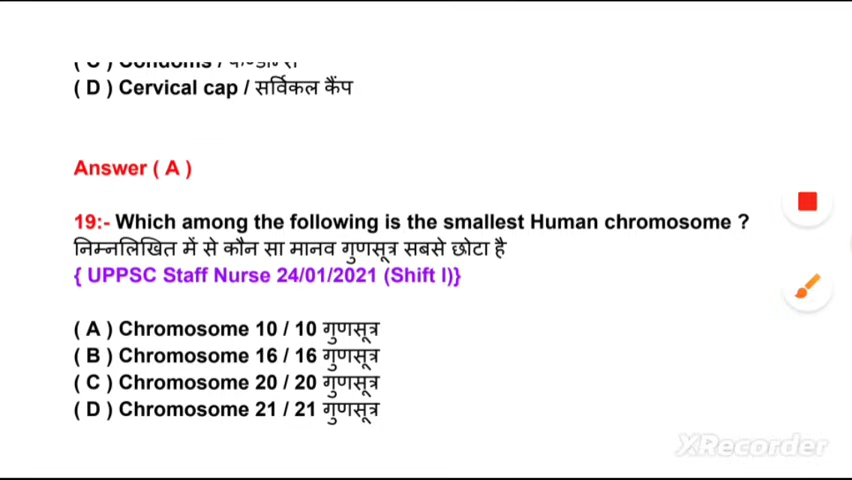 ( D ) Cervical cap / सर्विकल कैंप
Answer ( A )
19:- Which among the following is the smallest Human chromosome ?
निम्नलिखित में से कौन सा मानव गुणसूत्र सबसे छोटा है
{ UPPSC Staff Nurse 24/01/2021 (Shift I)}
( A ) Chromosome 10 / 10 गुणसूत्र
( B ) Chromosome 16 / 16 गुणसूत्र
( C ) Chromosome 20 / 20 गुणसूत्र
( D ) Chromosome 21 / 21 गुणसूत्र
XRecorder